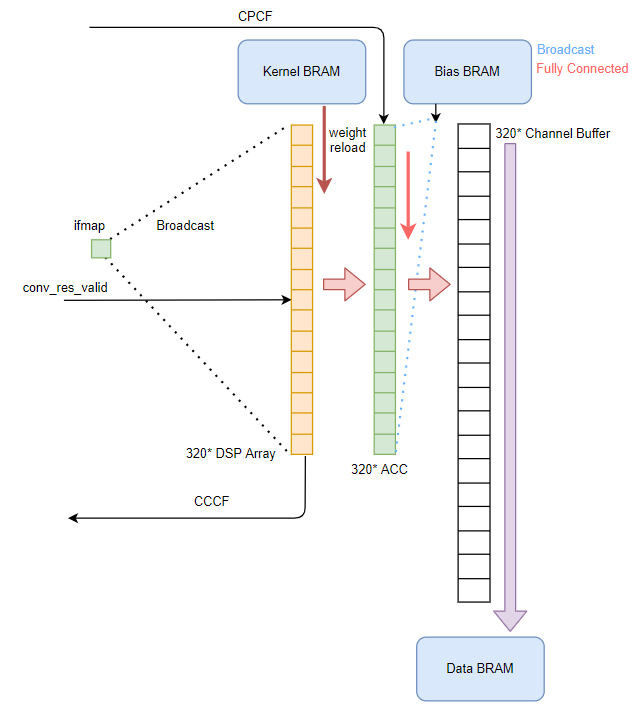 CPCF
Kernel BRAM
Bias BRAM
Broadcast
Fully Connected
weight
reload
320* Channel Buffer
ifmap
Broadcast
conv_res_valid
320* DSP Array
320* ACC
CCCF
Data BRAM